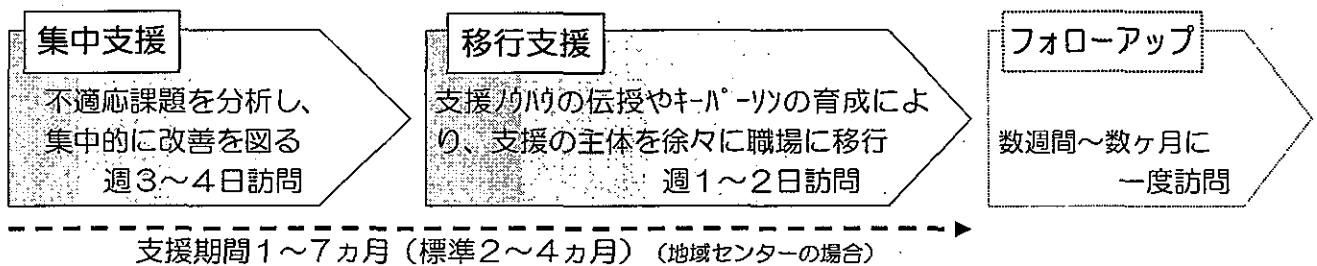 集中支援
不適応課題を分析し、
集中的に改善を図る
週3~4日訪問
移行支援
支援ﾉｳﾊｳの伝授やｷｰﾊﾟｰｿﾝの育成によ
り、支援の主体を徐々に職場に移行
週1~2日訪問
フォローアップ
数週間~数ヶ月に
一度訪問
支援期間1~7ヵ月(標準2~4ヵ月)(地域センターの場合)